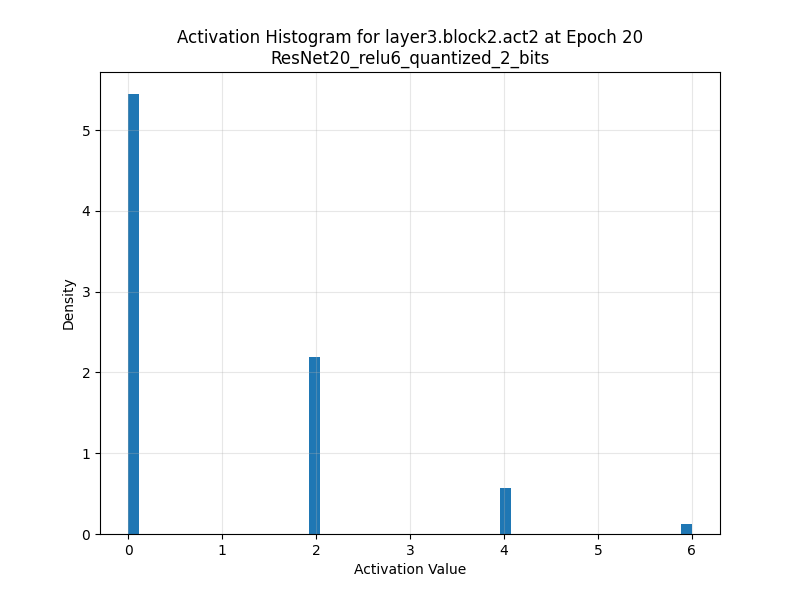 Activation Histogram for layer3.block2.act2 at Epoch 20
ResNet20_relu6_quantized_2_bits
5
4
3
2
1
0
Density
0 1 2 3 4 5 6
Activation Value